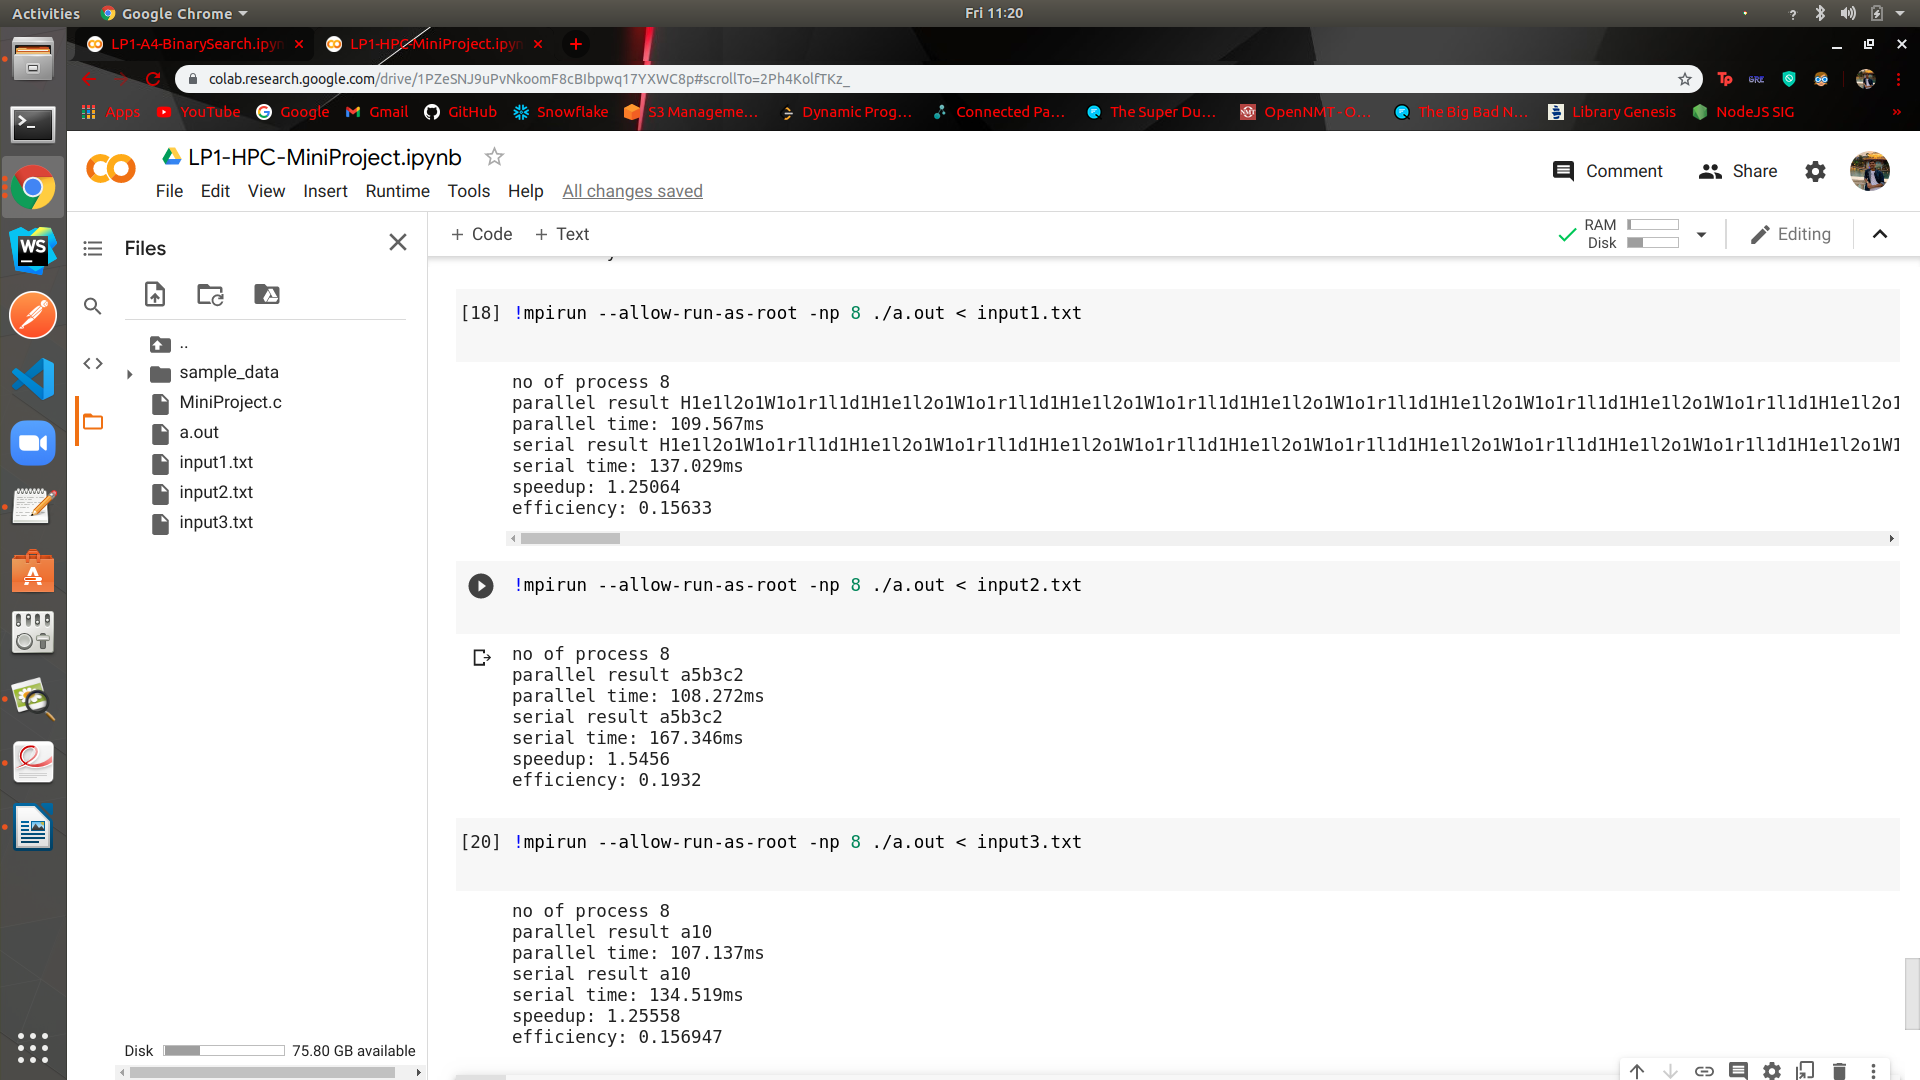 Activities Google Chrome Fri 11:20
LP1-A4-BinarySearch.ipyn LP1-HPC-MiniProject.ipyn
colab.research.google.com/drive/1PZeSNJ9uPvNkoomF8cBIbpwq17YXWC8p#scrollTo=2Ph4KolfTKz_
Apps YouTube Google Gmail GitHub Snowflake S3 Manageme… Dynamic Prog… Connected Pa… The Super Du… OpenNMT - O… The Big Bad N… Library Genesis NodeJS SIG »
LP1-HPC-MiniProject.ipynb
File Edit View Insert Runtime Tools Help All changes saved
Comment Share
Files
+ Code + Text
RAM
Disk
Editing
..
sample_data
MiniProject.c
a.out
input1.txt
input2.txt
input3.txt
Disk 75.80 GB available
[18] !mpirun --allow-run-as-root -np 8 ./a.out < input1.txt
no of process 8
parallel result H1e1l2o1W1o1r1l1d1H1e1l2o1W1o1r1l1d1H1e1l2o1W1o1r1l1d1H1e1l2o1W1o1r1l1d1H1e1l2o1W1o1r1l1d1H1e1l2o1W1o1r1l1d1H1e1l2o1
parallel time: 109.567ms
serial result H1e1l2o1W1o1r1l1d1H1e1l2o1W1o1r1l1d1H1e1l2o1W1o1r1l1d1H1e1l2o1W1o1r1l1d1H1e1l2o1W1o1r1l1d1H1e1l2o1W1o1r1l1d1H1e1l2o1W1
serial time: 137.029ms
speedup: 1.25064
efficiency: 0.15633
!mpirun --allow-run-as-root -np 8 ./a.out < input2.txt
no of process 8
parallel result a5b3c2
parallel time: 108.272ms
serial result a5b3c2
serial time: 167.346ms
speedup: 1.5456
efficiency: 0.1932
[20] !mpirun --allow-run-as-root -np 8 ./a.out < input3.txt
no of process 8
parallel result a10
parallel time: 107.137ms
serial result a10
serial time: 134.519ms
speedup: 1.25558
efficiency: 0.156947